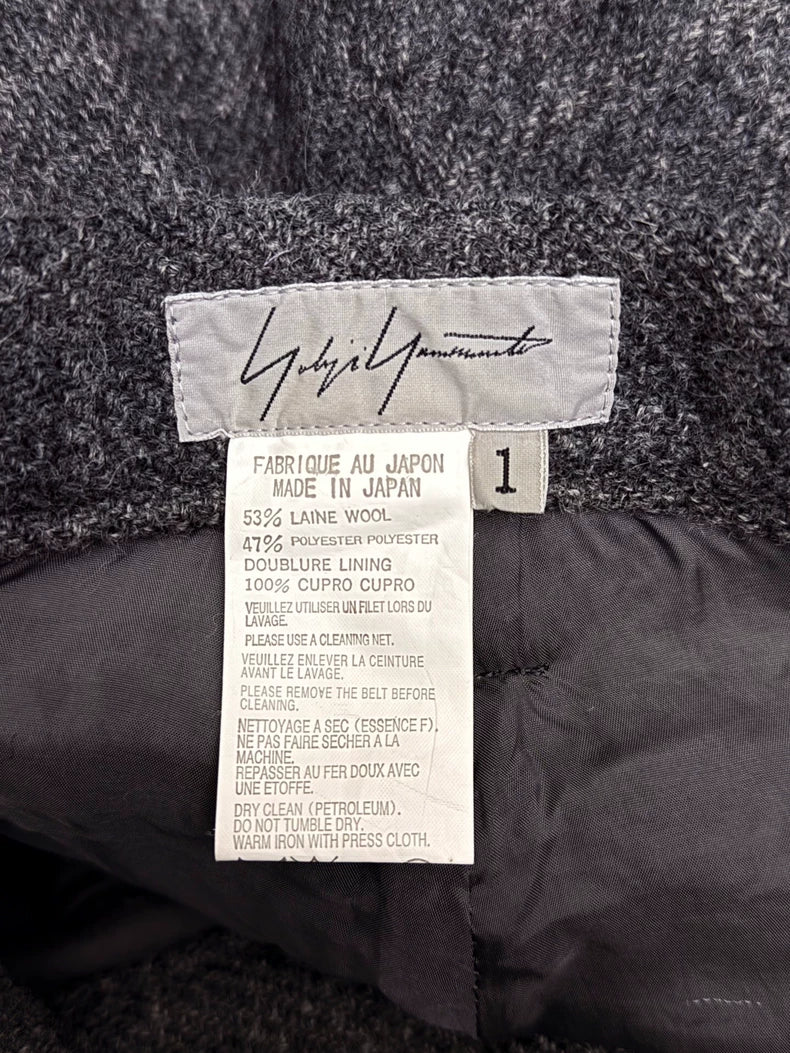 Yohji Yamamoto
1
FABRIQUE AU JAPON
MADE IN JAPAN
53% LAINE WOOL
47% POLYESTER POLYESTER
DOUBLURE LINING
100% CUPRO CUPRO
VEUILLEZ UTILISER UN FILET LORS DU
LAVAGE.
PLEASE USE A CLEANING NET.
VEUILLEZ ENLEVER LA CEINTURE
AVANT LE LAVAGE.
PLEASE REMOVE THE BELT BEFORE
CLEANING.
NETTOYAGE A SEC (ESSENCE F).
NE PAS FAIRE SECHER A LA
MACHINE.
REPASSER AU FER DOUX AVEC
UNE ETOFFE.
DRY CLEAN (PETROLEUM).
DO NOT TUMBLE DRY.
WARM IRON WITH PRESS CLOTH.